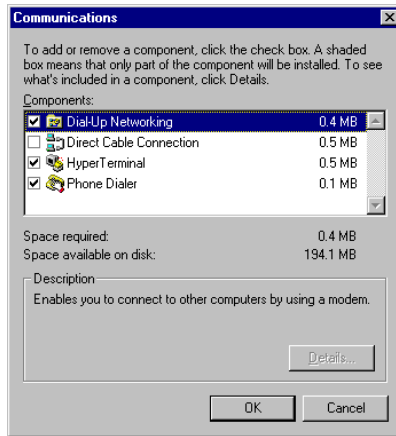 Communications
To add or remove a component, click the check box. A shaded
box means that only part of the component will be installed. To see
what's included in a component, click Details.
Components:
Dial-Up Networking 0.4 MB
Direct Cable Connection 0.5 MB
HyperTerminal 0.5 MB
Phone Dialer 0.1 MB
Space required: 0.4 MB
Space available on disk: 194.1 MB
Description
Enables you to connect to other computers by using a modem.
Details...
OK Cancel